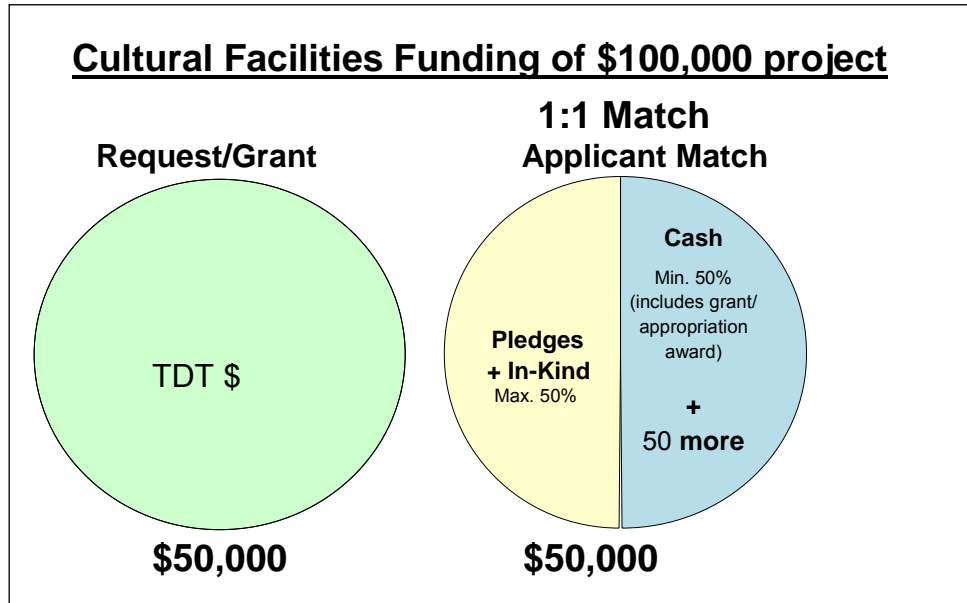 Cultural Facilities Funding of $100,000 project
1:1 Match
Request/Grant
Applicant Match
TDT $
Pledges
+ In-Kind
Max. 50%
Cash
Min. 50%
(includes grant/
appropriation
award)
+
50 more
$50,000
$50,000